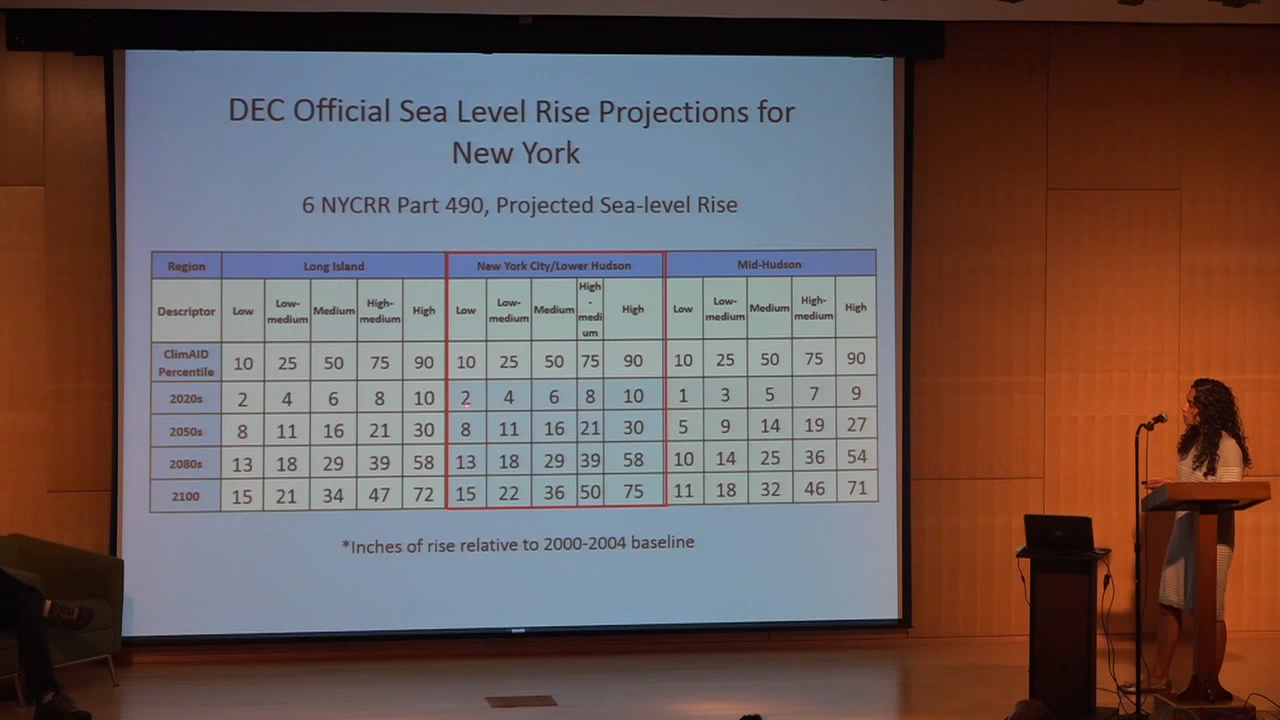 DEC Official Sea Level Rise Projections for
New York
6 NYCRR Part 490, Projected Sea-level Rise
Region Long Island New York City/Lower Hudson Mid-Hudson
Descriptor Low Low-medium Medium High-medium High Low Low-medium Medium High-medium High Low Low-medium Medium High-medium High
ClimAID Percentile 10 25 50 75 90 10 25 50 75 90 10 25 50 75 90
2020s 2 4 6 8 10 2 4 6 8 10 1 3 5 7 9
2050s 8 11 16 21 30 8 11 16 21 30 5 9 14 19 27
2080s 13 18 29 39 58 13 18 29 39 58 10 14 25 36 54
2100 15 21 34 47 72 15 22 36 50 75 11 18 32 46 71
*Inches of rise relative to 2000-2004 baseline